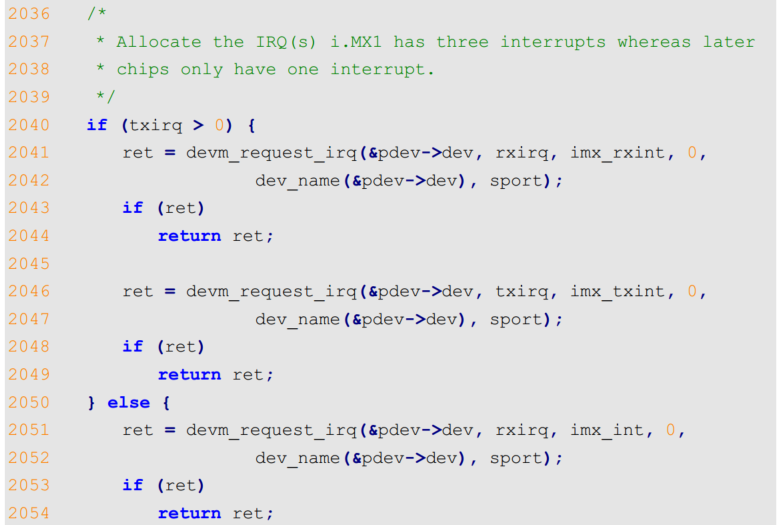 2036 /*
2037  * Allocate the IRQ(s) i.MX1 has three interrupts whereas later
2038  * chips only have one interrupt.
2039  */
2040 if (txirq > 0) {
2041     ret = devm_request_irq(&pdev->dev, rxirq, imx_rxint, 0,
2042                    dev_name(&pdev->dev), sport);
2043     if (ret)
2044         return ret;
2045
2046     ret = devm_request_irq(&pdev->dev, txirq, imx_txint, 0,
2047                    dev_name(&pdev->dev), sport);
2048     if (ret)
2049         return ret;
2050 } else {
2051     ret = devm_request_irq(&pdev->dev, rxirq, imx_int, 0,
2052                    dev_name(&pdev->dev), sport);
2053     if (ret)
2054         return ret;